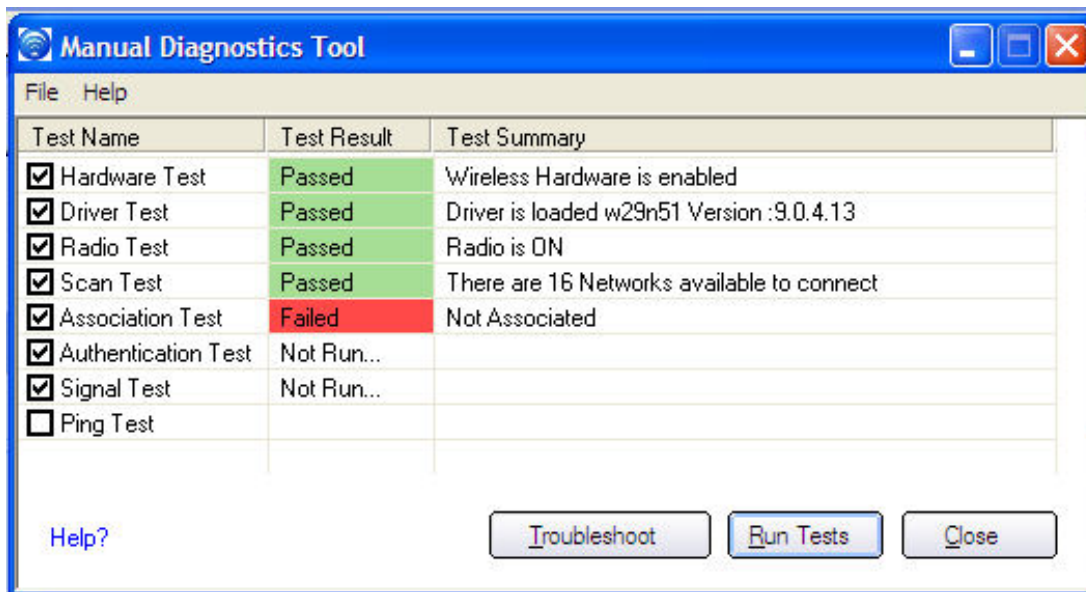 Manual Diagnostics Tool
File Help
Test Name Test Result Test Summary
Hardware Test Passed Wireless Hardware is enabled
Driver Test Passed Driver is loaded w29n51 Version :9.0.4.13
Radio Test Passed Radio is ON
Scan Test Passed There are 16 Networks available to connect
Association Test Failed Not Associated
Authentication Test Not Run...
Signal Test Not Run...
Ping Test
Help? Troubleshoot Run Tests Close